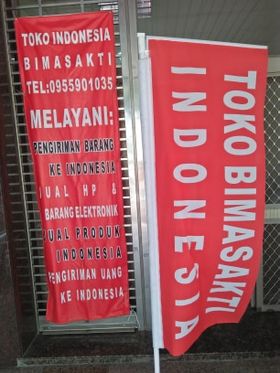 TOKO INDONESIA
BIMASAKTI
TEL:0955901035
MELAYANI:
PENGIRIMAN BARANG
KE INDONESIA
JUAL HP &
BARANG ELEKTRONIK
JUAL PRODUK
INDONESIA
PENGIRIMAN UANG
KE INDONESIA
TOKO BIMASAKTI
INDONESIA